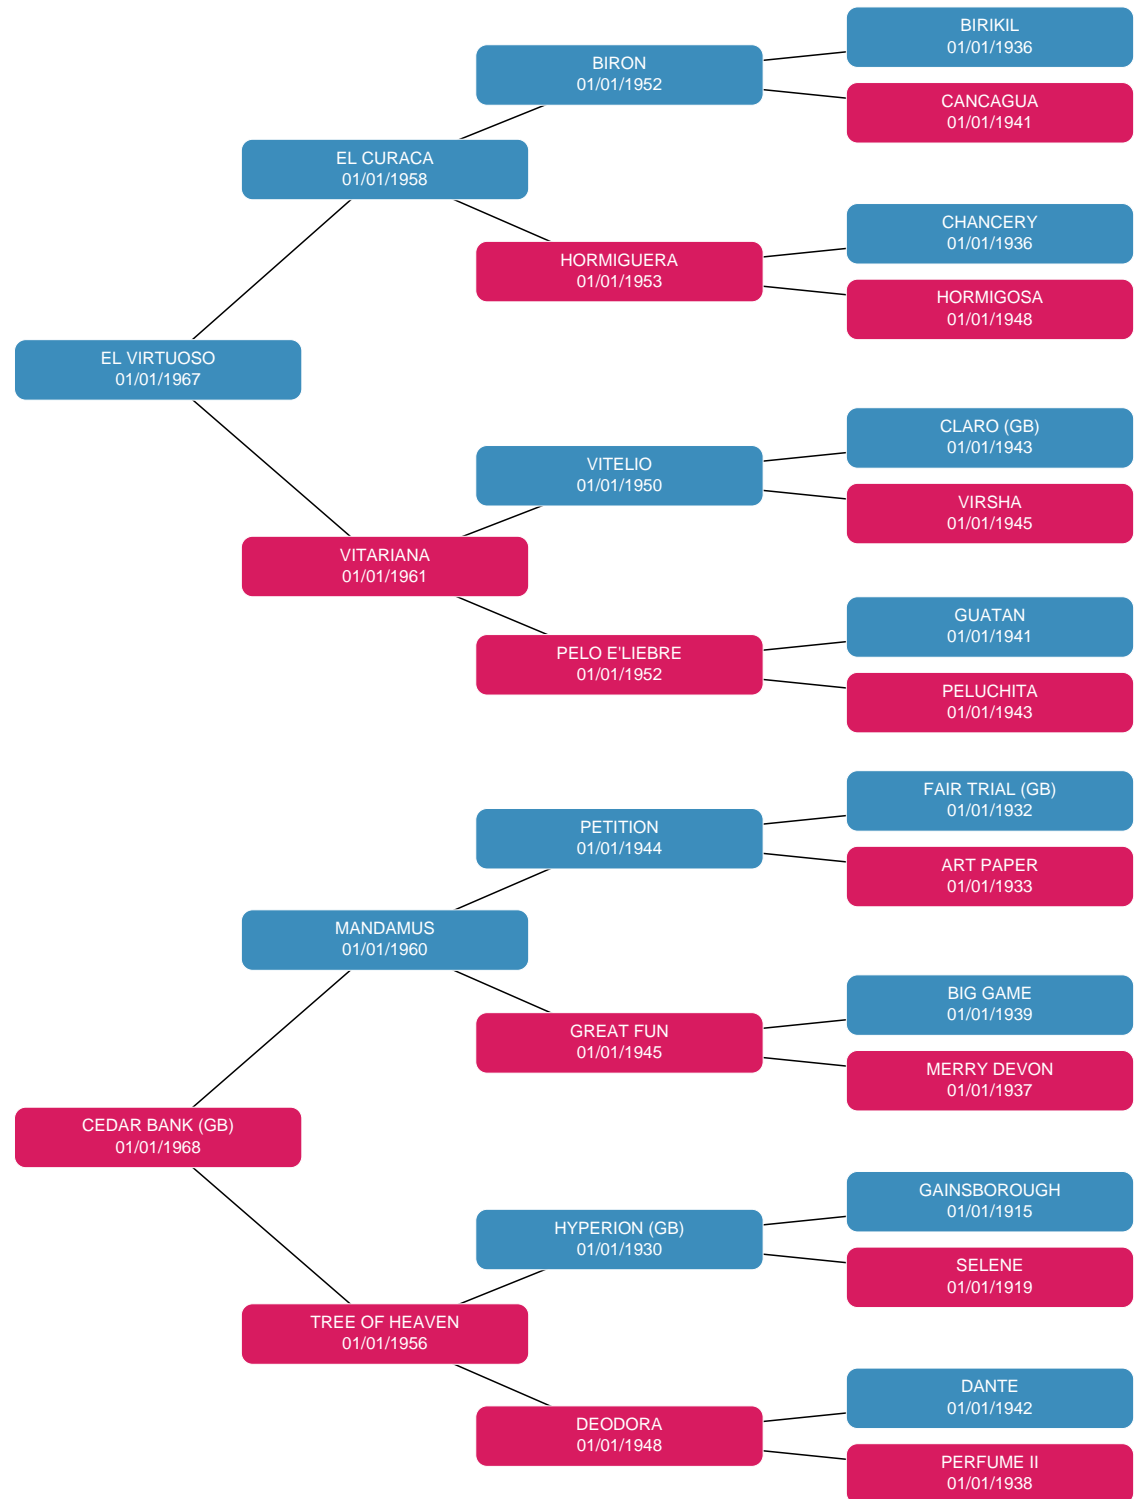 BIRIKIL
01/01/1936
BIRON
01/01/1952
CANCAGUA
01/01/1941
EL CURACA
01/01/1958
CHANCERY
01/01/1936
HORMIGUERA
01/01/1953
HORMIGOSA
01/01/1948
EL VIRTUOSO
01/01/1967
CLARO (GB)
01/01/1943
VITELIO
01/01/1950
VIRSHA
01/01/1945
VITARIANA
01/01/1961
GUATAN
01/01/1941
PELO E'LIEBRE
01/01/1952
PELUCHITA
01/01/1943
FAIR TRIAL (GB)
01/01/1932
PETITION
01/01/1944
ART PAPER
01/01/1933
MANDAMUS
01/01/1960
BIG GAME
01/01/1939
GREAT FUN
01/01/1945
MERRY DEVON
01/01/1937
CEDAR BANK (GB)
01/01/1968
GAINSBOROUGH
01/01/1915
HYPERION (GB)
01/01/1930
SELENE
01/01/1919
TREE OF HEAVEN
01/01/1956
DANTE
01/01/1942
DEODORA
01/01/1948
PERFUME II
01/01/1938